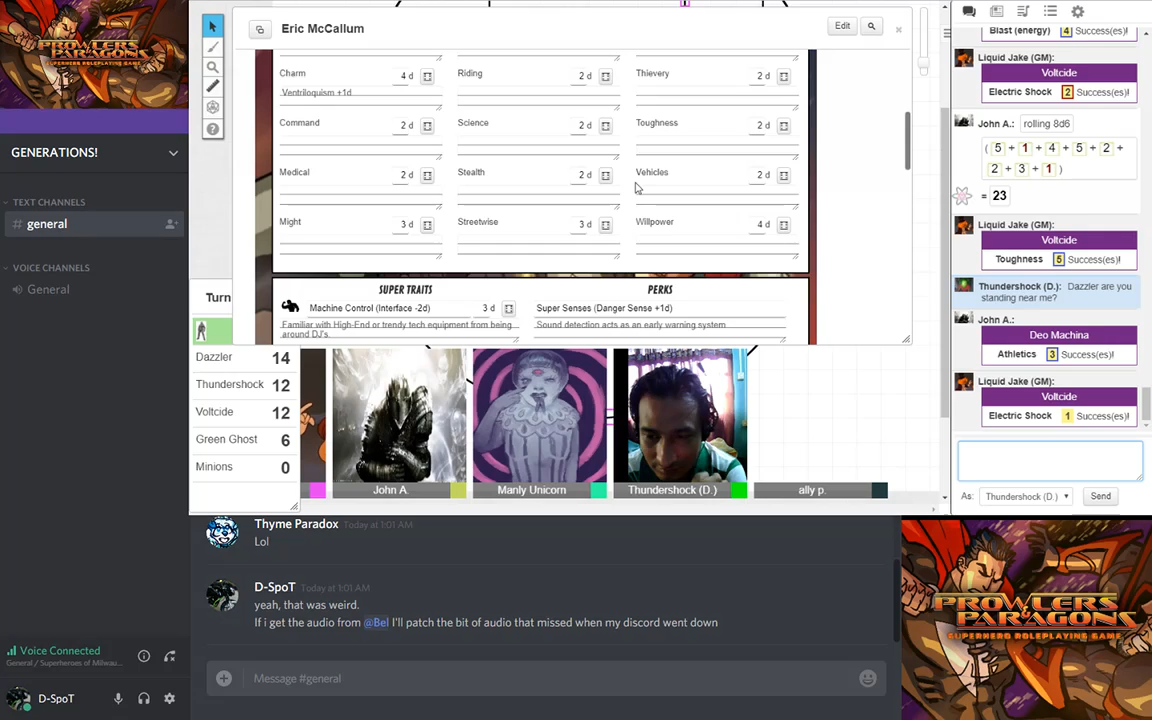 PROWLERS
& PARAGONS
SUPERHERO ROLEPLAYING GAME
GENERATIONS!
TEXT CHANNELS
# general
VOICE CHANNELS
General
Voice Connected
General / Superheroes of Milwau...
D-SpoT
Eric McCallum
Edit
Charm 4 d
Ventriloquism +1d
Riding 2 d
Thievery 2 d
Command 2 d
Science 2 d
Toughness 2 d
Medical 2 d
Stealth 2 d
Vehicles 2 d
Might 3 d
Streetwise 3 d
Willpower 4 d
SUPER TRAITS
Machine Control (Interface -2d) 3 d
Familiar with High-End or trendy tech equipment from being
around DJ's
PERKS
Super Senses (Danger Sense +1d)
Sound detection acts as an early warning system
Turn
Dazzler 14
Thundershock 12
Voltcide 12
Green Ghost 6
Minions 0
John A.
Manly Unicorn
Thundershock (D.)
ally p.
Blast (energy) 4 Success(es)!
Liquid Jake (GM):
Voltcide
Electric Shock 2 Success(es)!
John A.: rolling 8d6
( 5 + 1 + 4 + 5 + 2 +
2 + 3 + 1 )
= 23
Liquid Jake (GM):
Voltcide
Toughness 5 Success(es)!
Thundershock (D.): Dazzler are you
standing near me?
John A.:
Deo Machina
Athletics 3 Success(es)!
Liquid Jake (GM):
Voltcide
Electric Shock 1 Success(es)!
As: Thundershock (D.)
Send
Thyme Paradox Today at 1:01 AM
Lol
D-SpoT Today at 1:01 AM
yeah, that was weird.
If i get the audio from @Bel I'll patch the bit of audio that missed when my discord went down
Message #general
PROWLERS
& PARAGONS
SUPERHERO ROLEPLAYING GAME